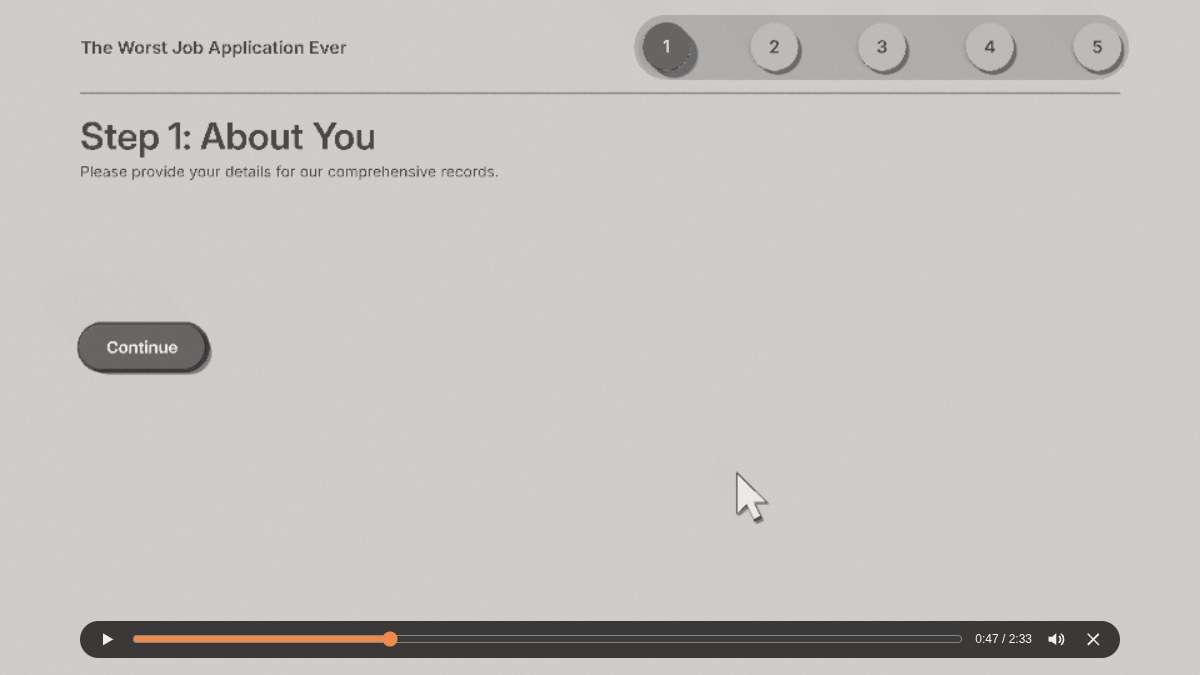 The Worst Job Application Ever
1 2 3 4 5
Step 1: About You
Please provide your details for our comprehensive records.
Continue
0:47 / 2:33